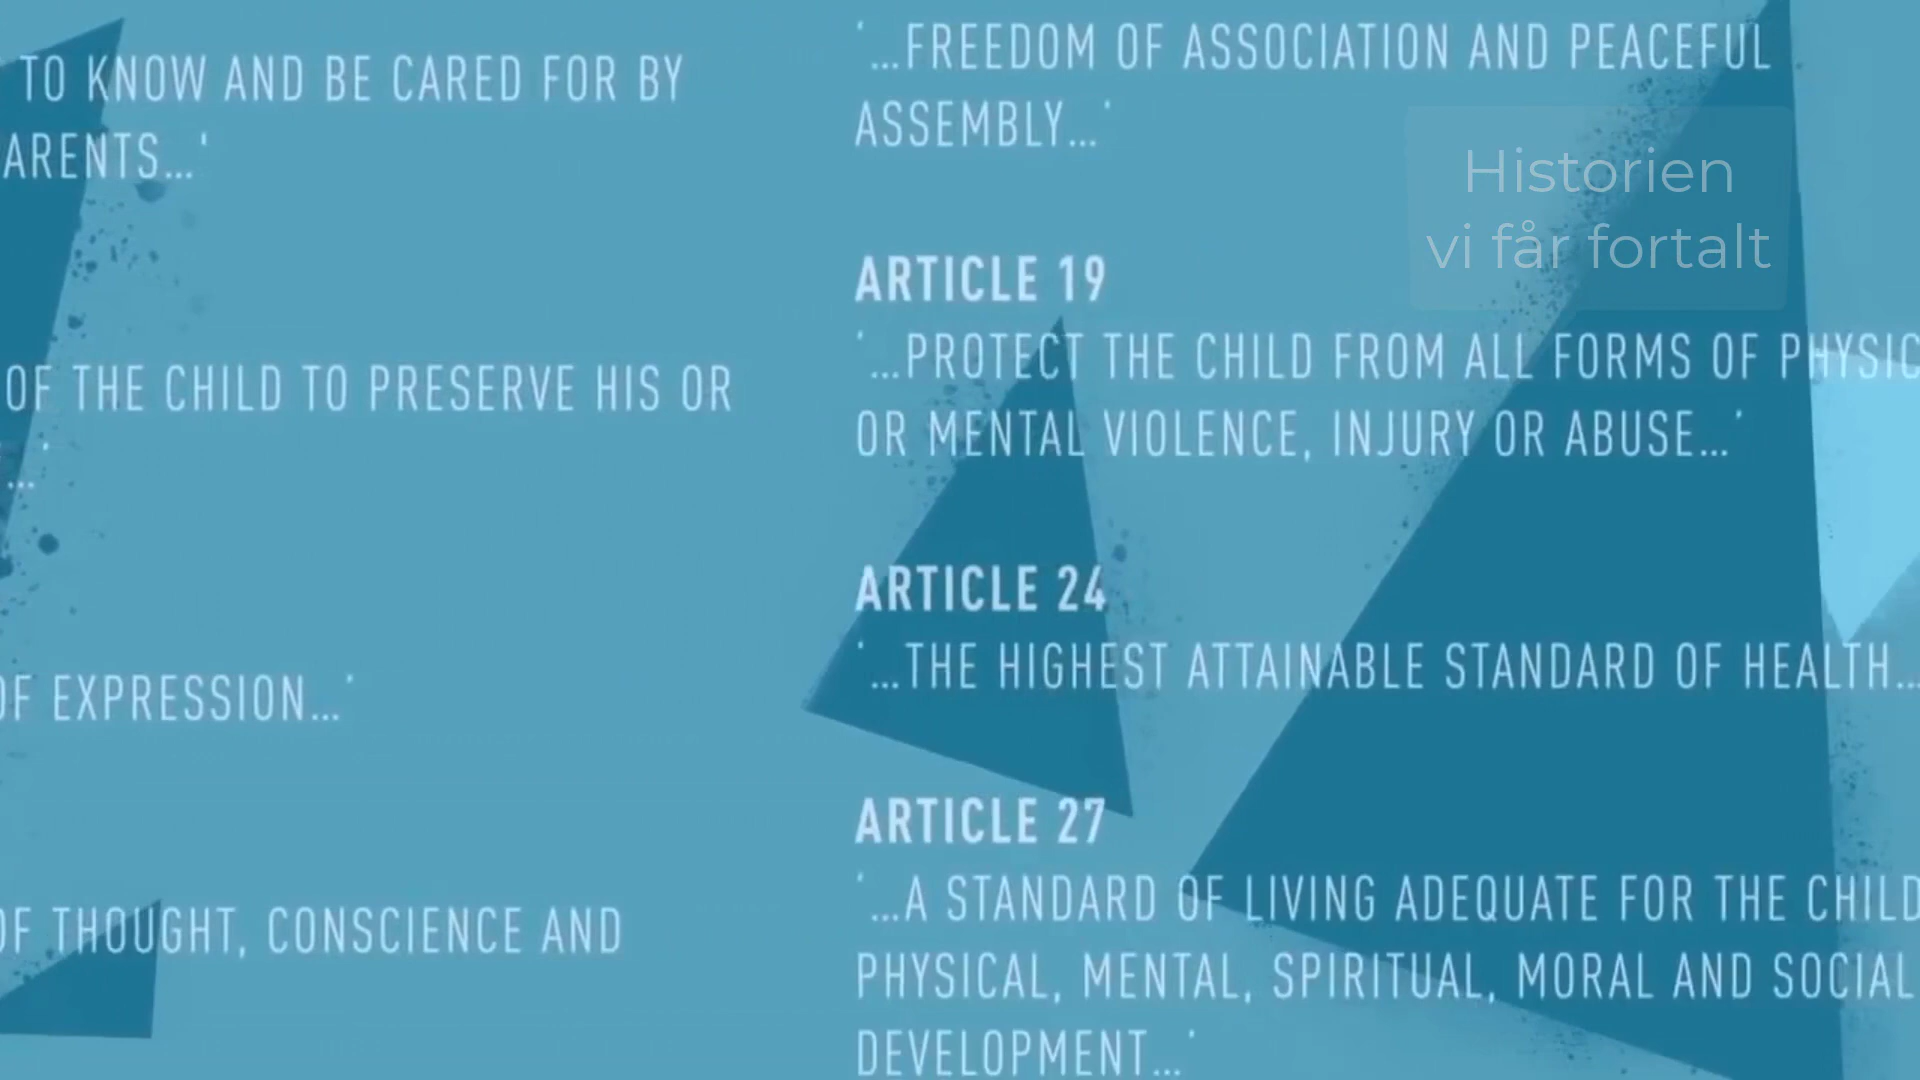 TO KNOW AND BE CARED FOR BY
ARENTS...'
OF THE CHILD TO PRESERVE HIS OR
...'
OF EXPRESSION...'
OF THOUGHT, CONSCIENCE AND
'...FREEDOM OF ASSOCIATION AND PEACEFUL
ASSEMBLY...'
ARTICLE 19
'...PROTECT THE CHILD FROM ALL FORMS OF PHYSIC
OR MENTAL VIOLENCE, INJURY OR ABUSE...'
ARTICLE 24
'...THE HIGHEST ATTAINABLE STANDARD OF HEALTH...
ARTICLE 27
'...A STANDARD OF LIVING ADEQUATE FOR THE CHILD
PHYSICAL, MENTAL, SPIRITUAL, MORAL AND SOCIAL
DEVELOPMENT...'
Historien
vi får fortalt